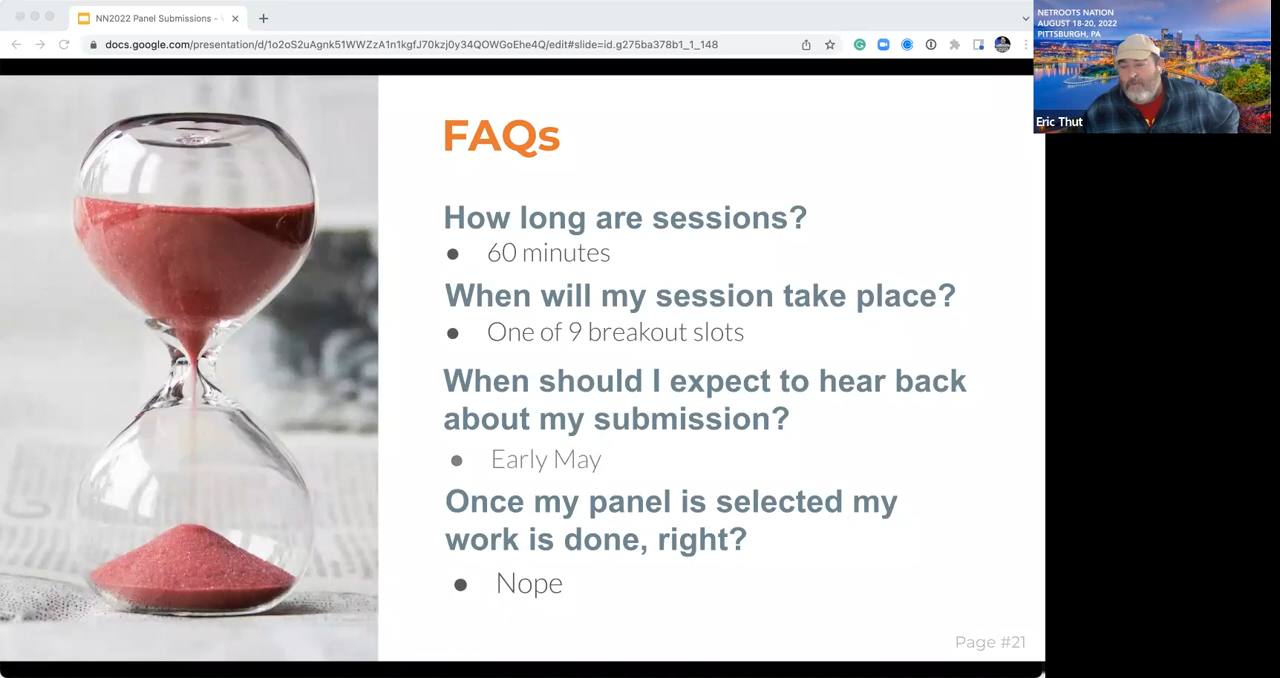 NN2022 Panel Submissions -
docs.google.com/presentation/d/1o2oS2uAgnk51WWZzA1n1kgfJ70kzj0y34QOWGoEhe4Q/edit#slide=id.g275ba378b1_1_148
NETROOTS NATION
AUGUST 18-20, 2022
PITTSBURGH, PA
Eric Thut
FAQs
How long are sessions?
● 60 minutes
When will my session take place?
● One of 9 breakout slots
When should I expect to hear back
about my submission?
● Early May
Once my panel is selected my
work is done, right?
● Nope
Page #21